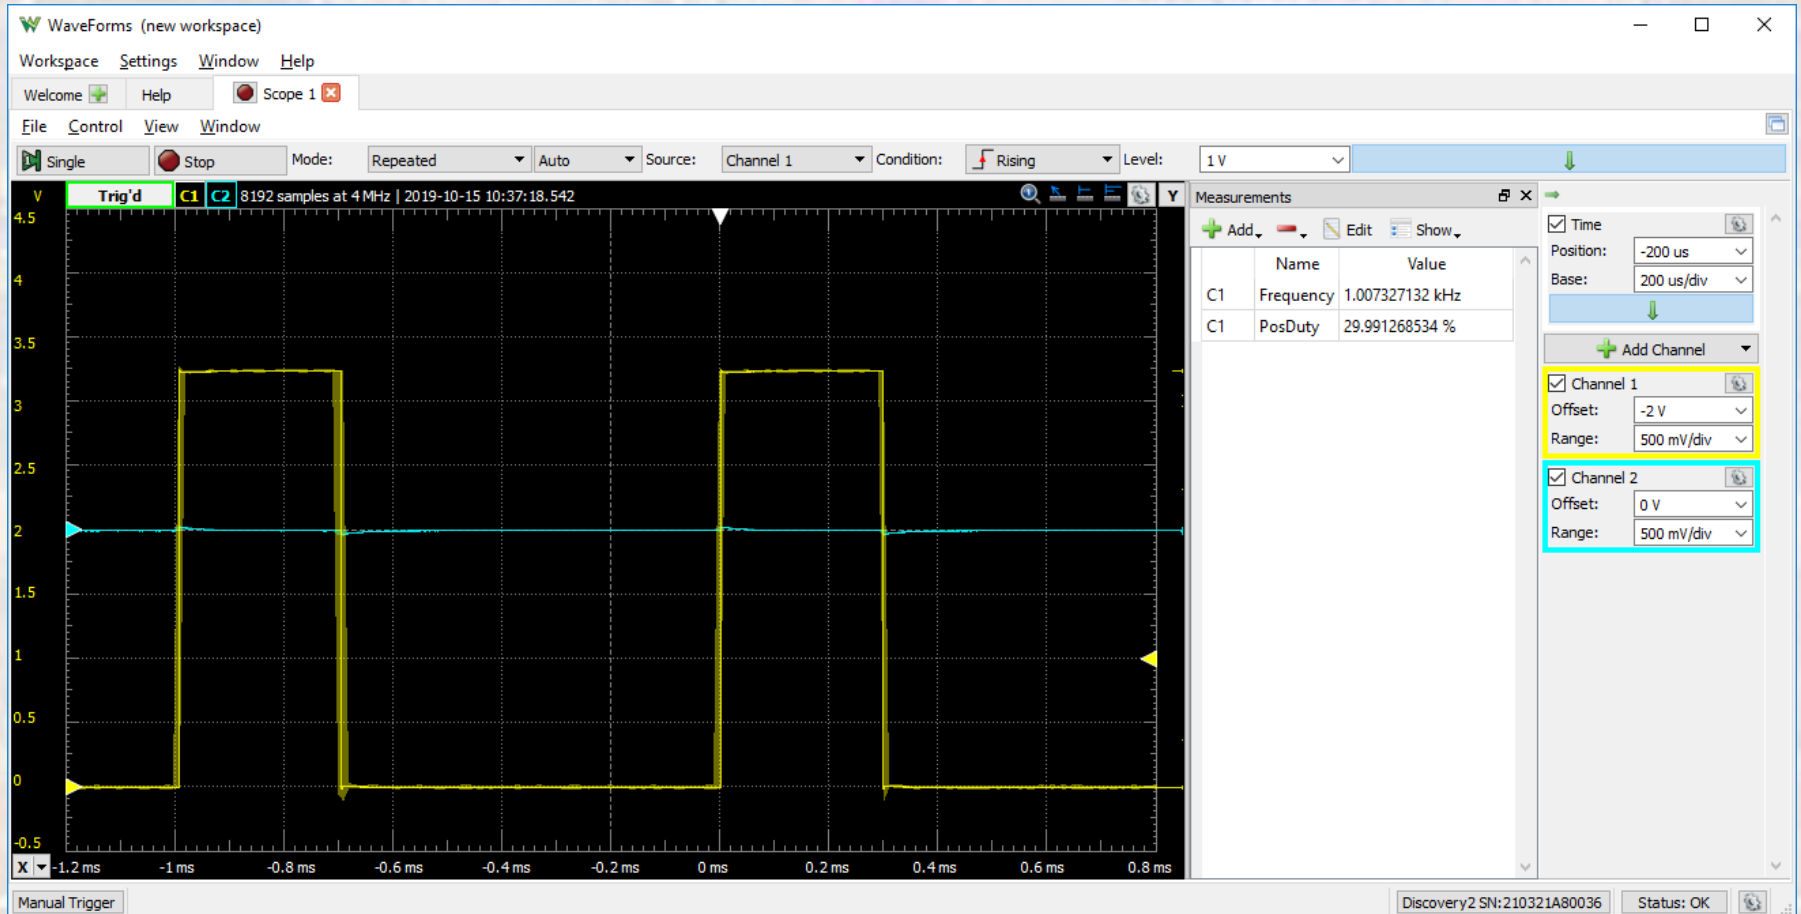 WaveForms (new workspace)
Workspace Settings Window Help
Welcome Help Scope 1
File Control View Window
Single Stop Mode: Repeated Auto Source: Channel 1 Condition: Rising Level: 1 V
V Trig'd C1 C2 8192 samples at 4 MHz | 2019-10-15 10:37:18.542 Y
4.5
4
3.5
3
2.5
2
1.5
1
0.5
0
-0.5
X -1.2 ms -1 ms -0.8 ms -0.6 ms -0.4 ms -0.2 ms 0 ms 0.2 ms 0.4 ms 0.6 ms 0.8 ms
Measurements
Add Edit Show
Name Value
C1 Frequency 1.007327132 kHz
C1 PosDuty 29.991268534 %
Time
Position: -200 us
Base: 200 us/div
Add Channel
Channel 1
Offset: -2 V
Range: 500 mV/div
Channel 2
Offset: 0 V
Range: 500 mV/div
Manual Trigger Discovery2 SN:210321A80036 Status: OK